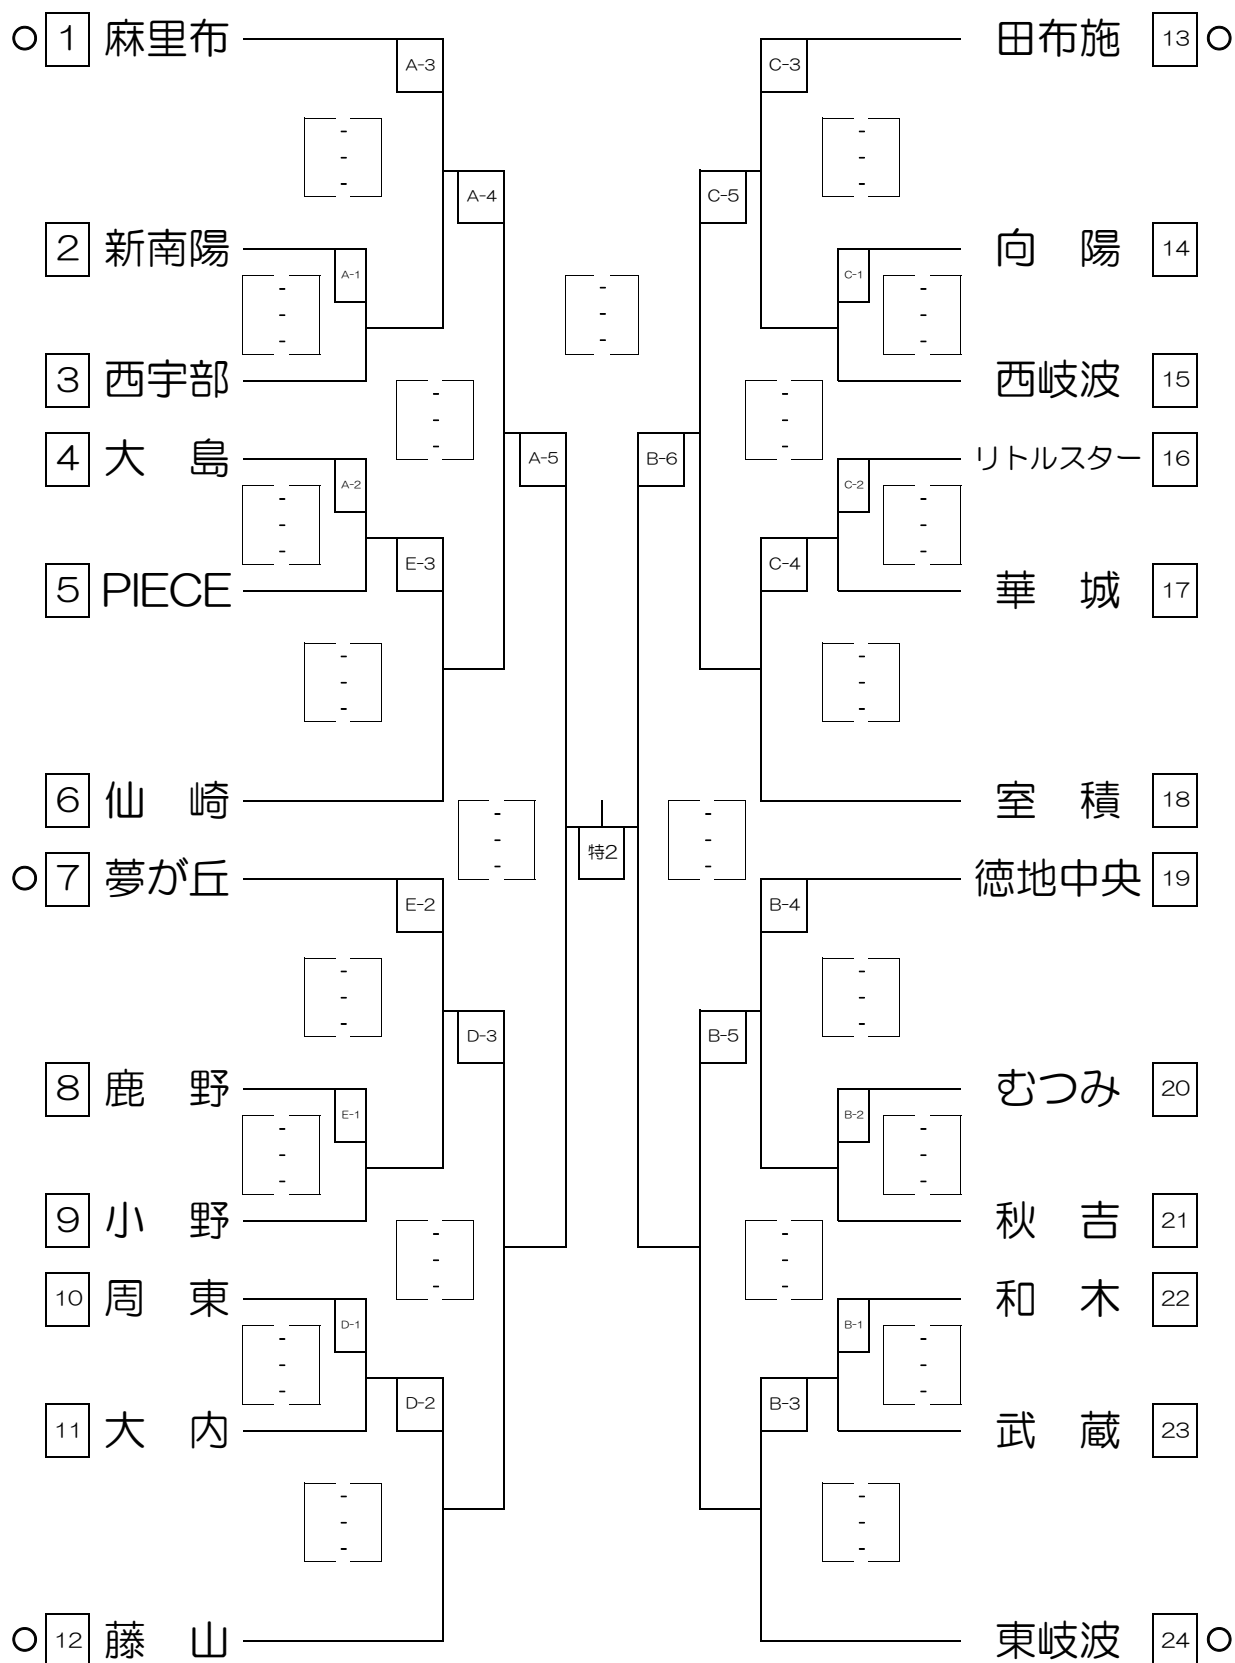 ○ 1 麻里布
A-3
-
-
-
A-4
2 新南陽
A-1
-
-
-
3 西宇部
-
-
-
4 大　島
A-2
-
-
-
A-5
E-3
5 PIECE
-
-
-
6 仙　崎
-
-
-
○ 7 夢が丘
E-2
-
-
-
D-3
8 鹿　野
E-1
-
-
-
9 小　野
-
-
-
10 周　東
D-1
-
-
-
D-2
11 大　内
-
-
-
○ 12 藤　山
-
-
-
特2
田布施 13 ○
C-3
-
-
-
C-5
向　陽 14
C-1
-
-
-
西岐波 15
-
-
-
リトルスター 16
C-2
-
-
-
B-6
C-4
華　城 17
-
-
-
室　積 18
-
-
-
徳地中央 19
B-4
-
-
-
B-5
むつみ 20
B-2
-
-
-
秋　吉 21
-
-
-
和　木 22
B-1
-
-
-
B-3
武　蔵 23
-
-
-
東岐波 24 ○